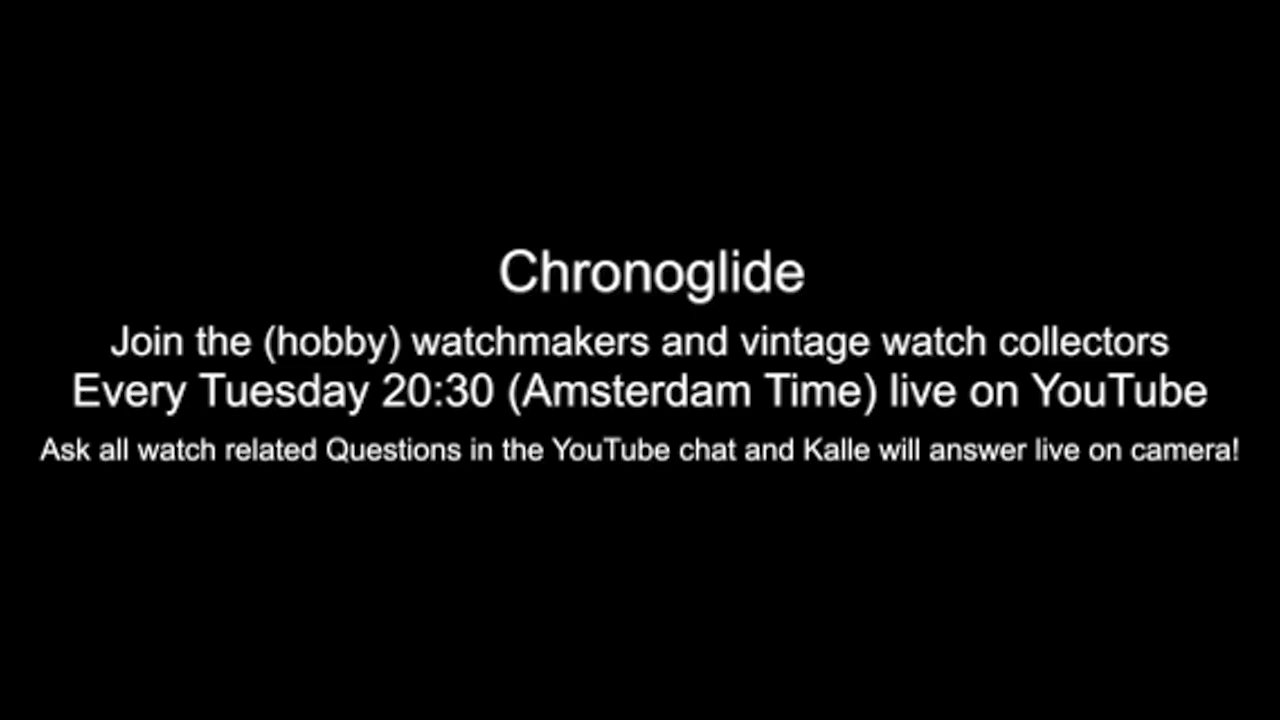 Chronoglide
Join the (hobby) watchmakers and vintage watch collectors
Every Tuesday 20:30 (Amsterdam Time) live on YouTube
Ask all watch related Questions in the YouTube chat and Kalle will answer live on camera!